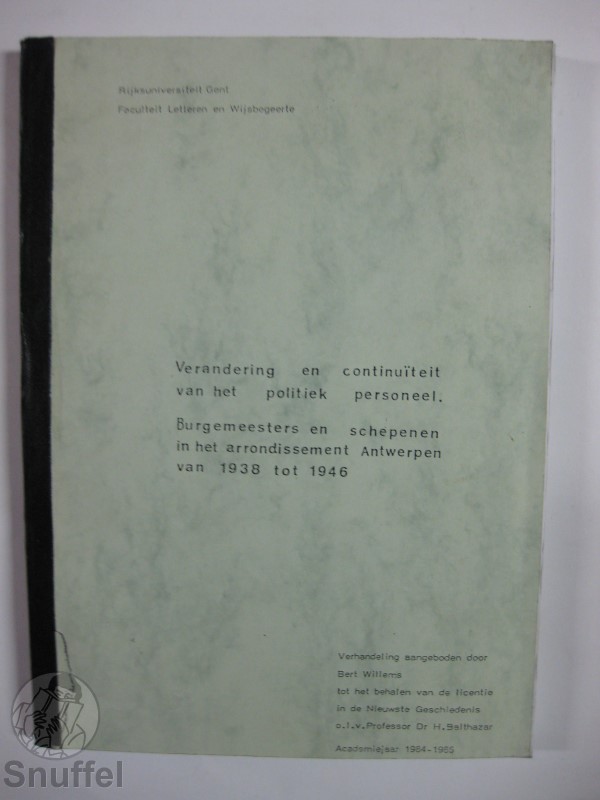 Rijksuniversiteit Gent
Faculteit Letteren en Wijsbegeerte
Verandering en continuïteit
van het politiek personeel.
Burgemeesters en schepenen
in het arrondissement Antwerpen
van 1938 tot 1946
Verhandeling aangeboden door
Bert Willems
tot het behalen van de licentie
in de Nieuwste Geschiedenis
o.l.v. Professor Dr H. Balthazar
Academiejaar 1984-1985
Snuffel